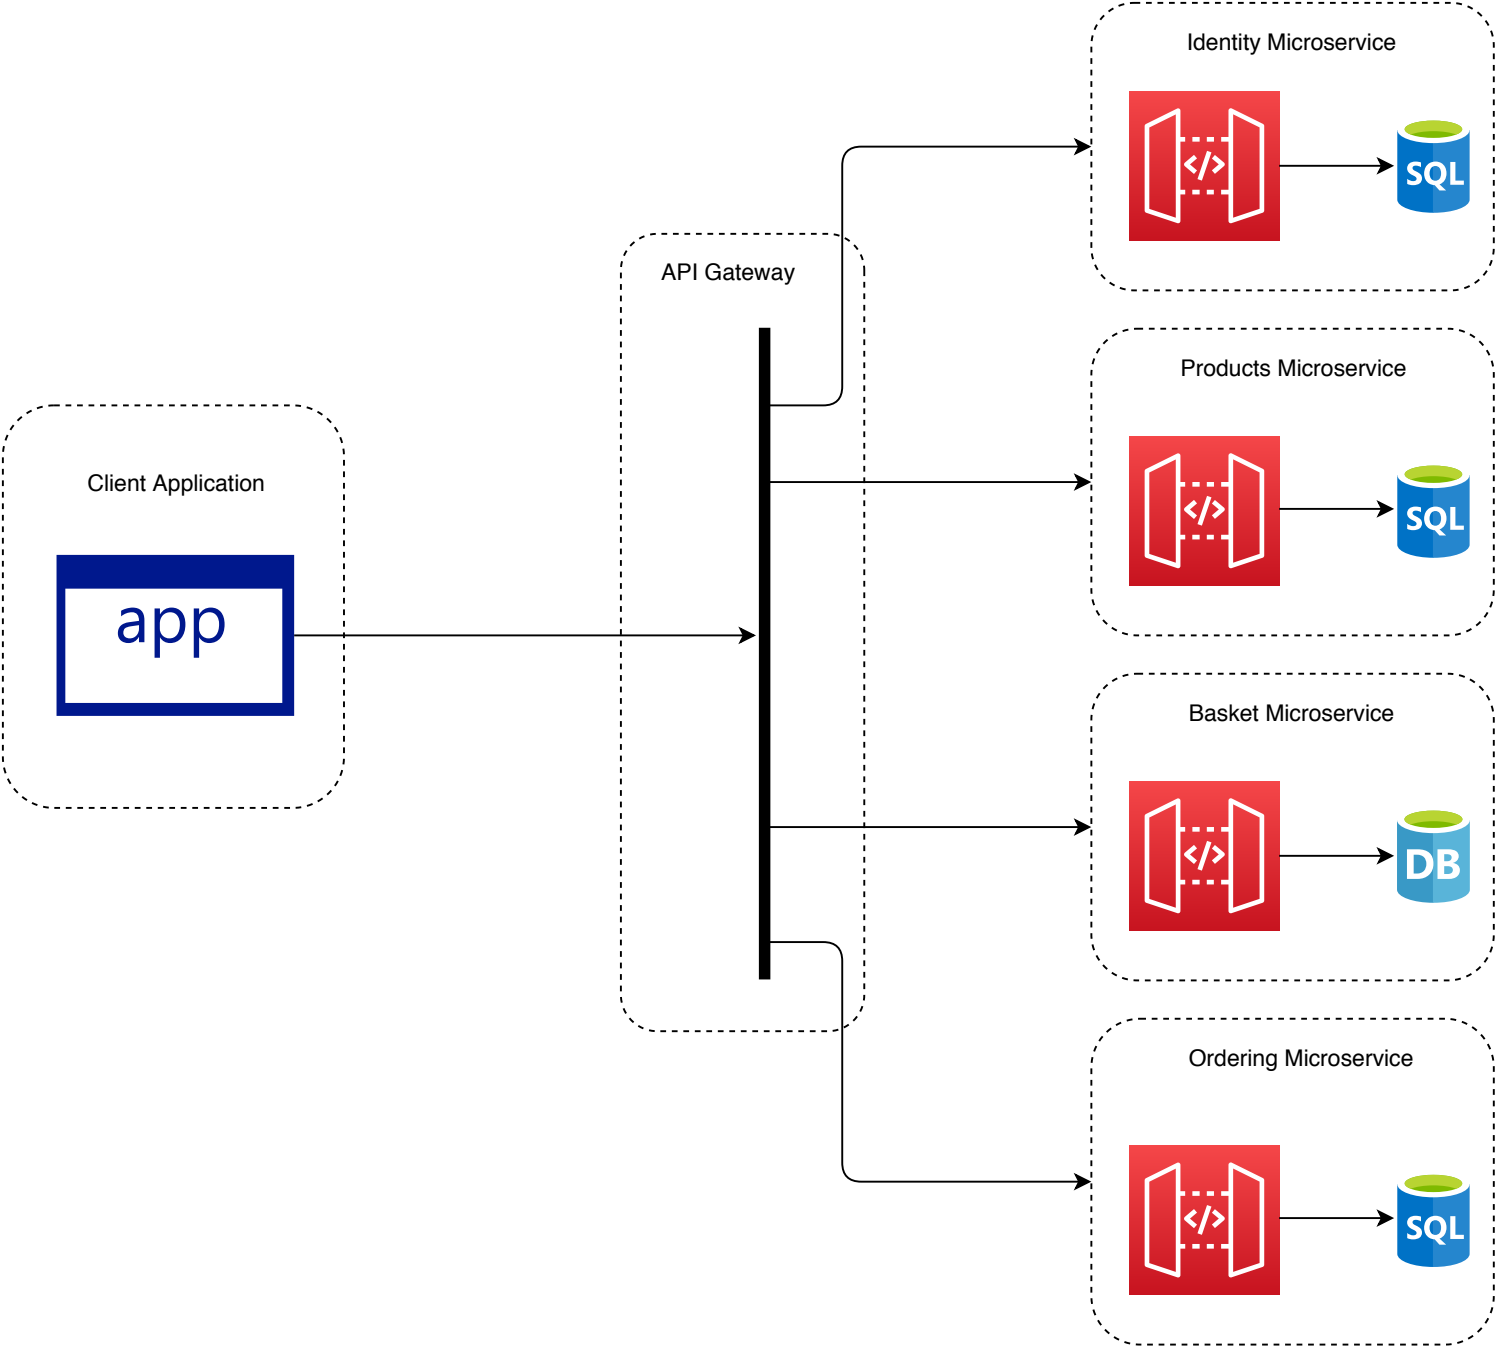 Client Application
app
API Gateway
Identity Microservice
</>
SQL
Products Microservice
</>
SQL
Basket Microservice
</>
DB
Ordering Microservice
</>
SQL